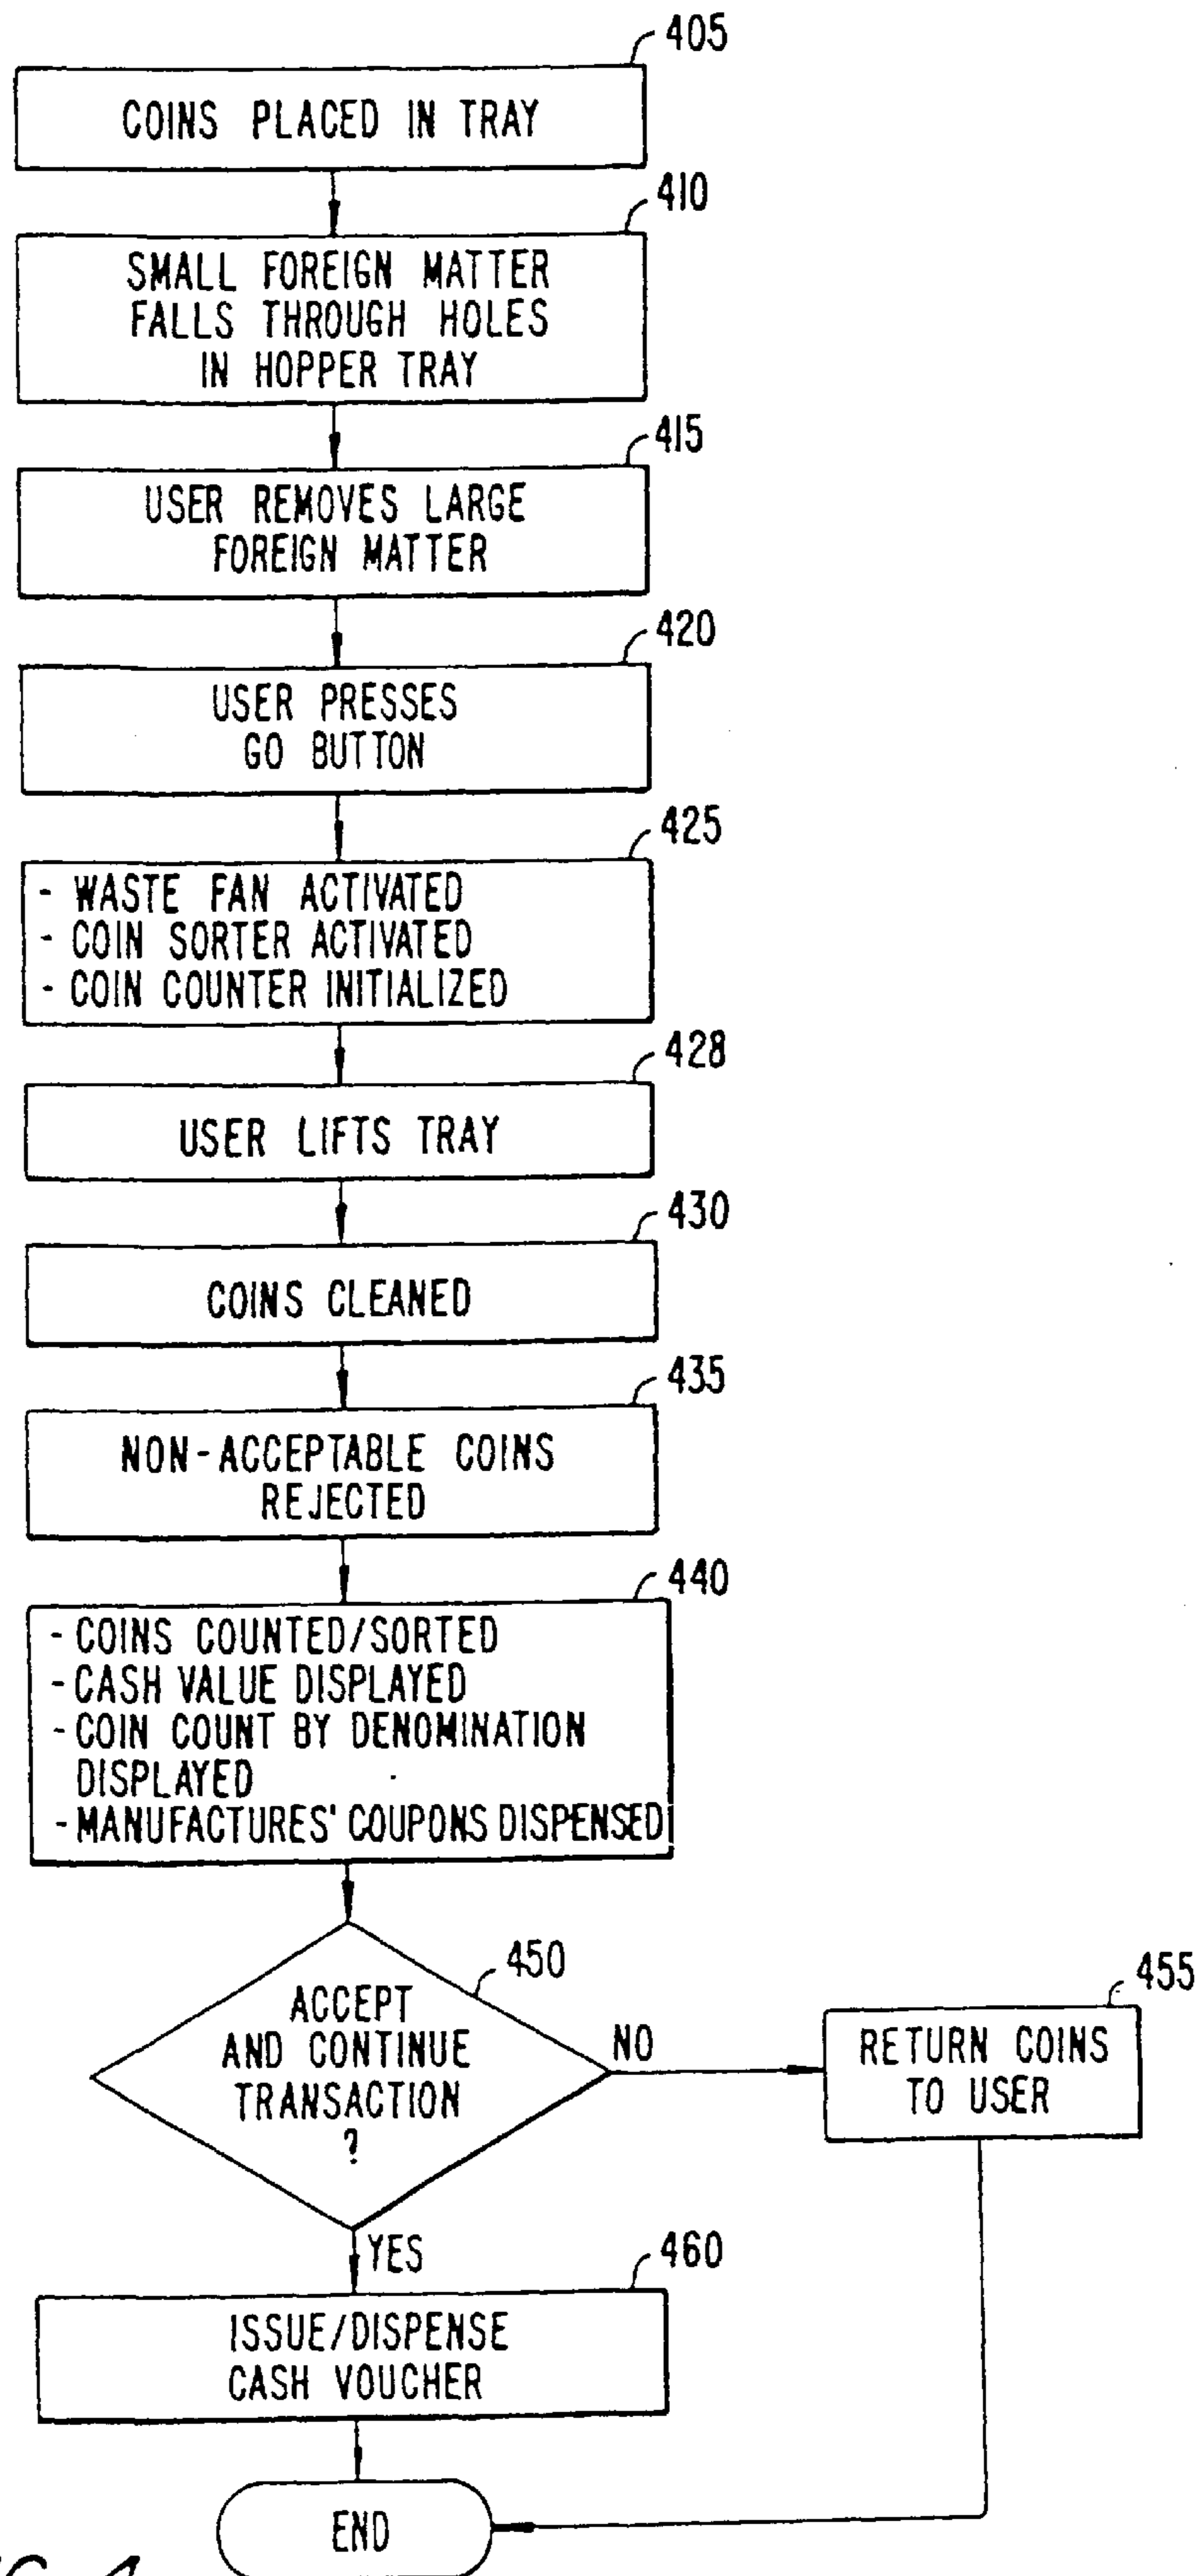 405
COINS PLACED IN TRAY
410
SMALL FOREIGN MATTER
FALLS THROUGH HOLES
IN HOPPER TRAY
415
USER REMOVES LARGE
FOREIGN MATTER
420
USER PRESSES
GO BUTTON
425
- WASTE FAN ACTIVATED
- COIN SORTER ACTIVATED
- COIN COUNTER INITIALIZED
428
USER LIFTS TRAY
430
COINS CLEANED
435
NON-ACCEPTABLE COINS
REJECTED
440
- COINS COUNTED/SORTED
- CASH VALUE DISPLAYED
- COIN COUNT BY DENOMINATION
DISPLAYED
- MANUFACTURES' COUPONS DISPENSED
450
ACCEPT
AND CONTINUE
TRANSACTION
?
NO
455
RETURN COINS
TO USER
YES
460
ISSUE/DISPENSE
CASH VOUCHER
END